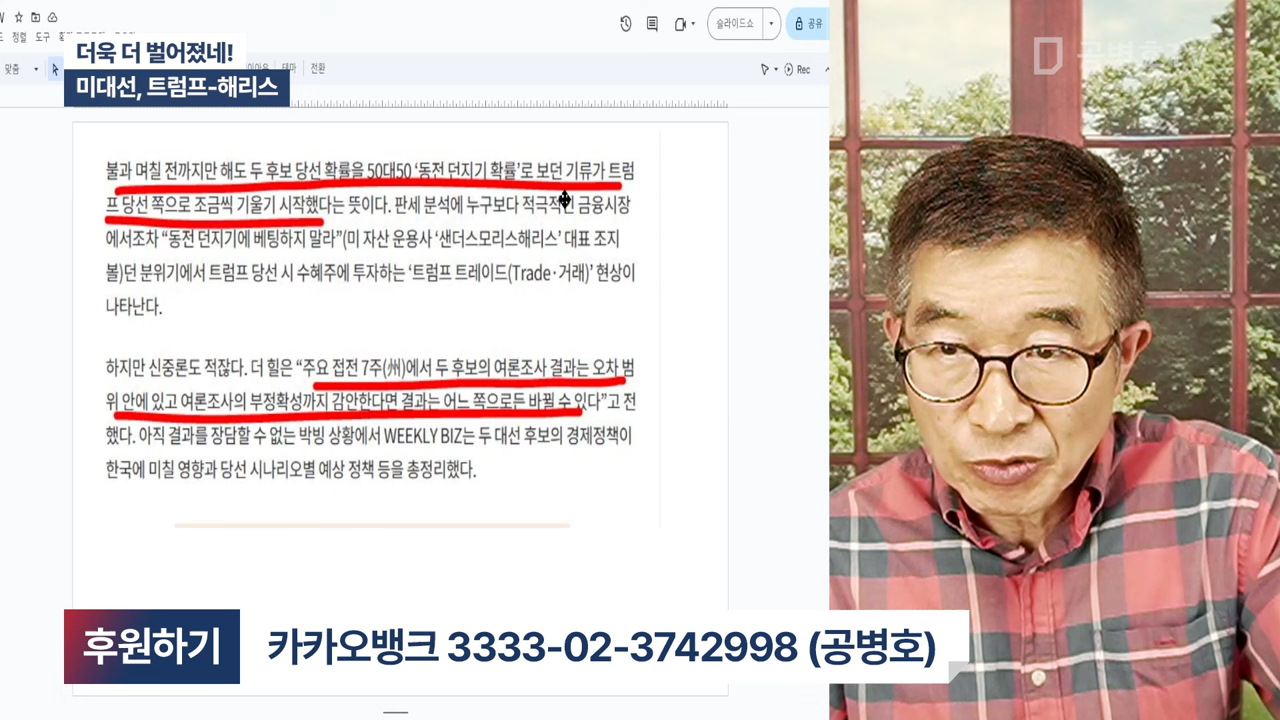 정렬 도구
슬라이드쇼
공유
맞춤
전환
Rec
더욱 더 벌어졌네!
미대선, 트럼프-해리스
공병호TV
불과 며칠 전까지만 해도 두 후보 당선 확률을 50대50 ‘동전 던지기 확률’로 보던 기류가 트럼
프 당선 쪽으로 조금씩 기울기 시작했다는 뜻이다. 판세 분석에 누구보다 적극적인 금융시장
에서조차 “동전 던지기에 베팅하지 말라”(미 자산 운용사 ‘샌더스모리스해리스’ 대표 조지
볼)던 분위기에서 트럼프 당선 시 수혜주에 투자하는 ‘트럼프 트레이드(Trade·거래)’ 현상이
나타난다.
하지만 신중론도 적잖다. 더 힐은 “주요 접전 7주(州)에서 두 후보의 여론조사 결과는 오차 범
위 안에 있고 여론조사의 부정확성까지 감안한다면 결과는 어느 쪽으로든 바뀔 수 있다”고 전
했다. 아직 결과를 장담할 수 없는 박빙 상황에서 WEEKLY BIZ는 두 대선 후보의 경제정책이
한국에 미칠 영향과 당선 시나리오별 예상 정책 등을 총정리했다.
후원하기
카카오뱅크 3333-02-3742998 (공병호)